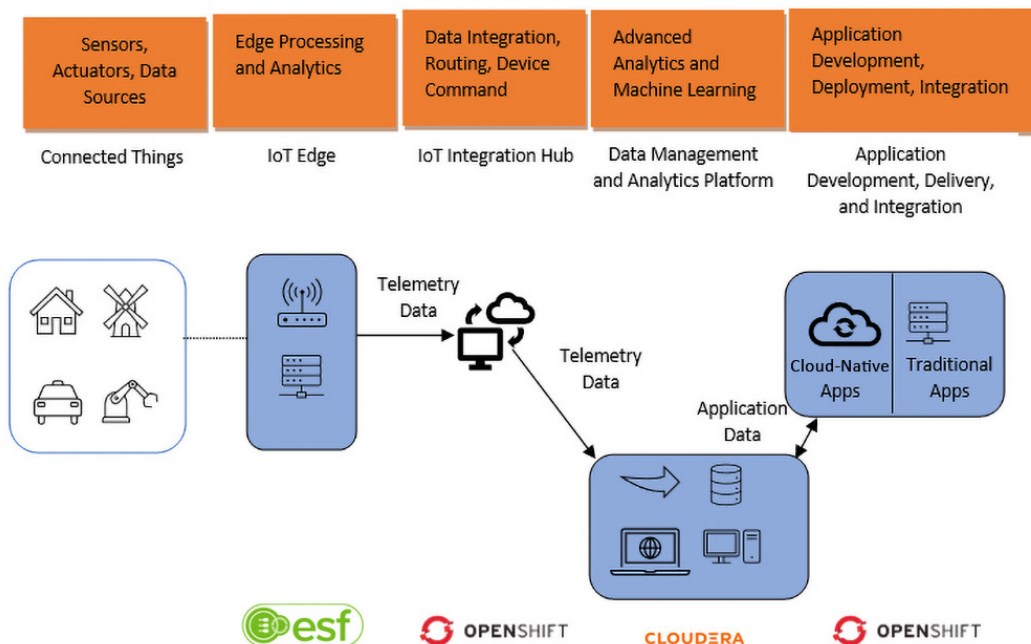 Sensors,
Actuators, Data
Sources
Edge Processing
and Analytics
Data Integration,
Routing, Device
Command
Advanced
Analytics and
Machine Learning
Application
Development,
Deployment, Integration
Connected Things
IoT Edge
IoT Integration Hub
Data Management
and Analytics Platform
Application
Development, Delivery,
and Integration
Telemetry
Data
Telemetry
Data
Application
Data
Cloud-Native
Apps
Traditional
Apps
esf
OPENSHIFT
CLOUDERA
OPENSHIFT